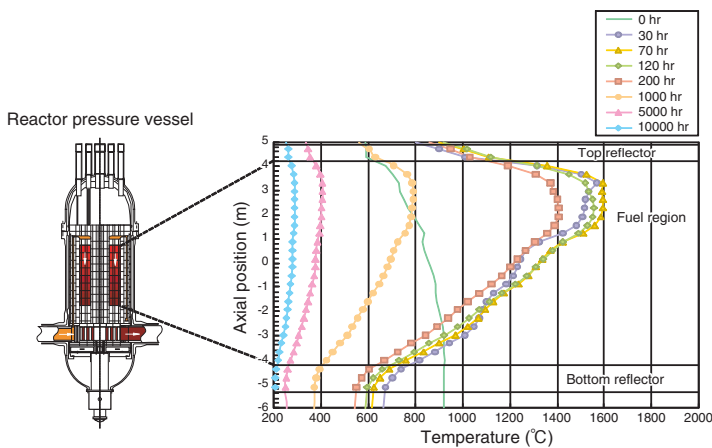 0 hr
30 hr
70 hr
120 hr
200 hr
1000 hr
5000 hr
10000 hr
Reactor pressure vessel
5
4
3
2
1
0
-1
-2
-3
-4
-5
-6
Axial position (m)
Top reflector
Fuel region
Bottom reflector
200 400 600 800 1000 1200 1400 1600 1800 2000
Temperature (℃)